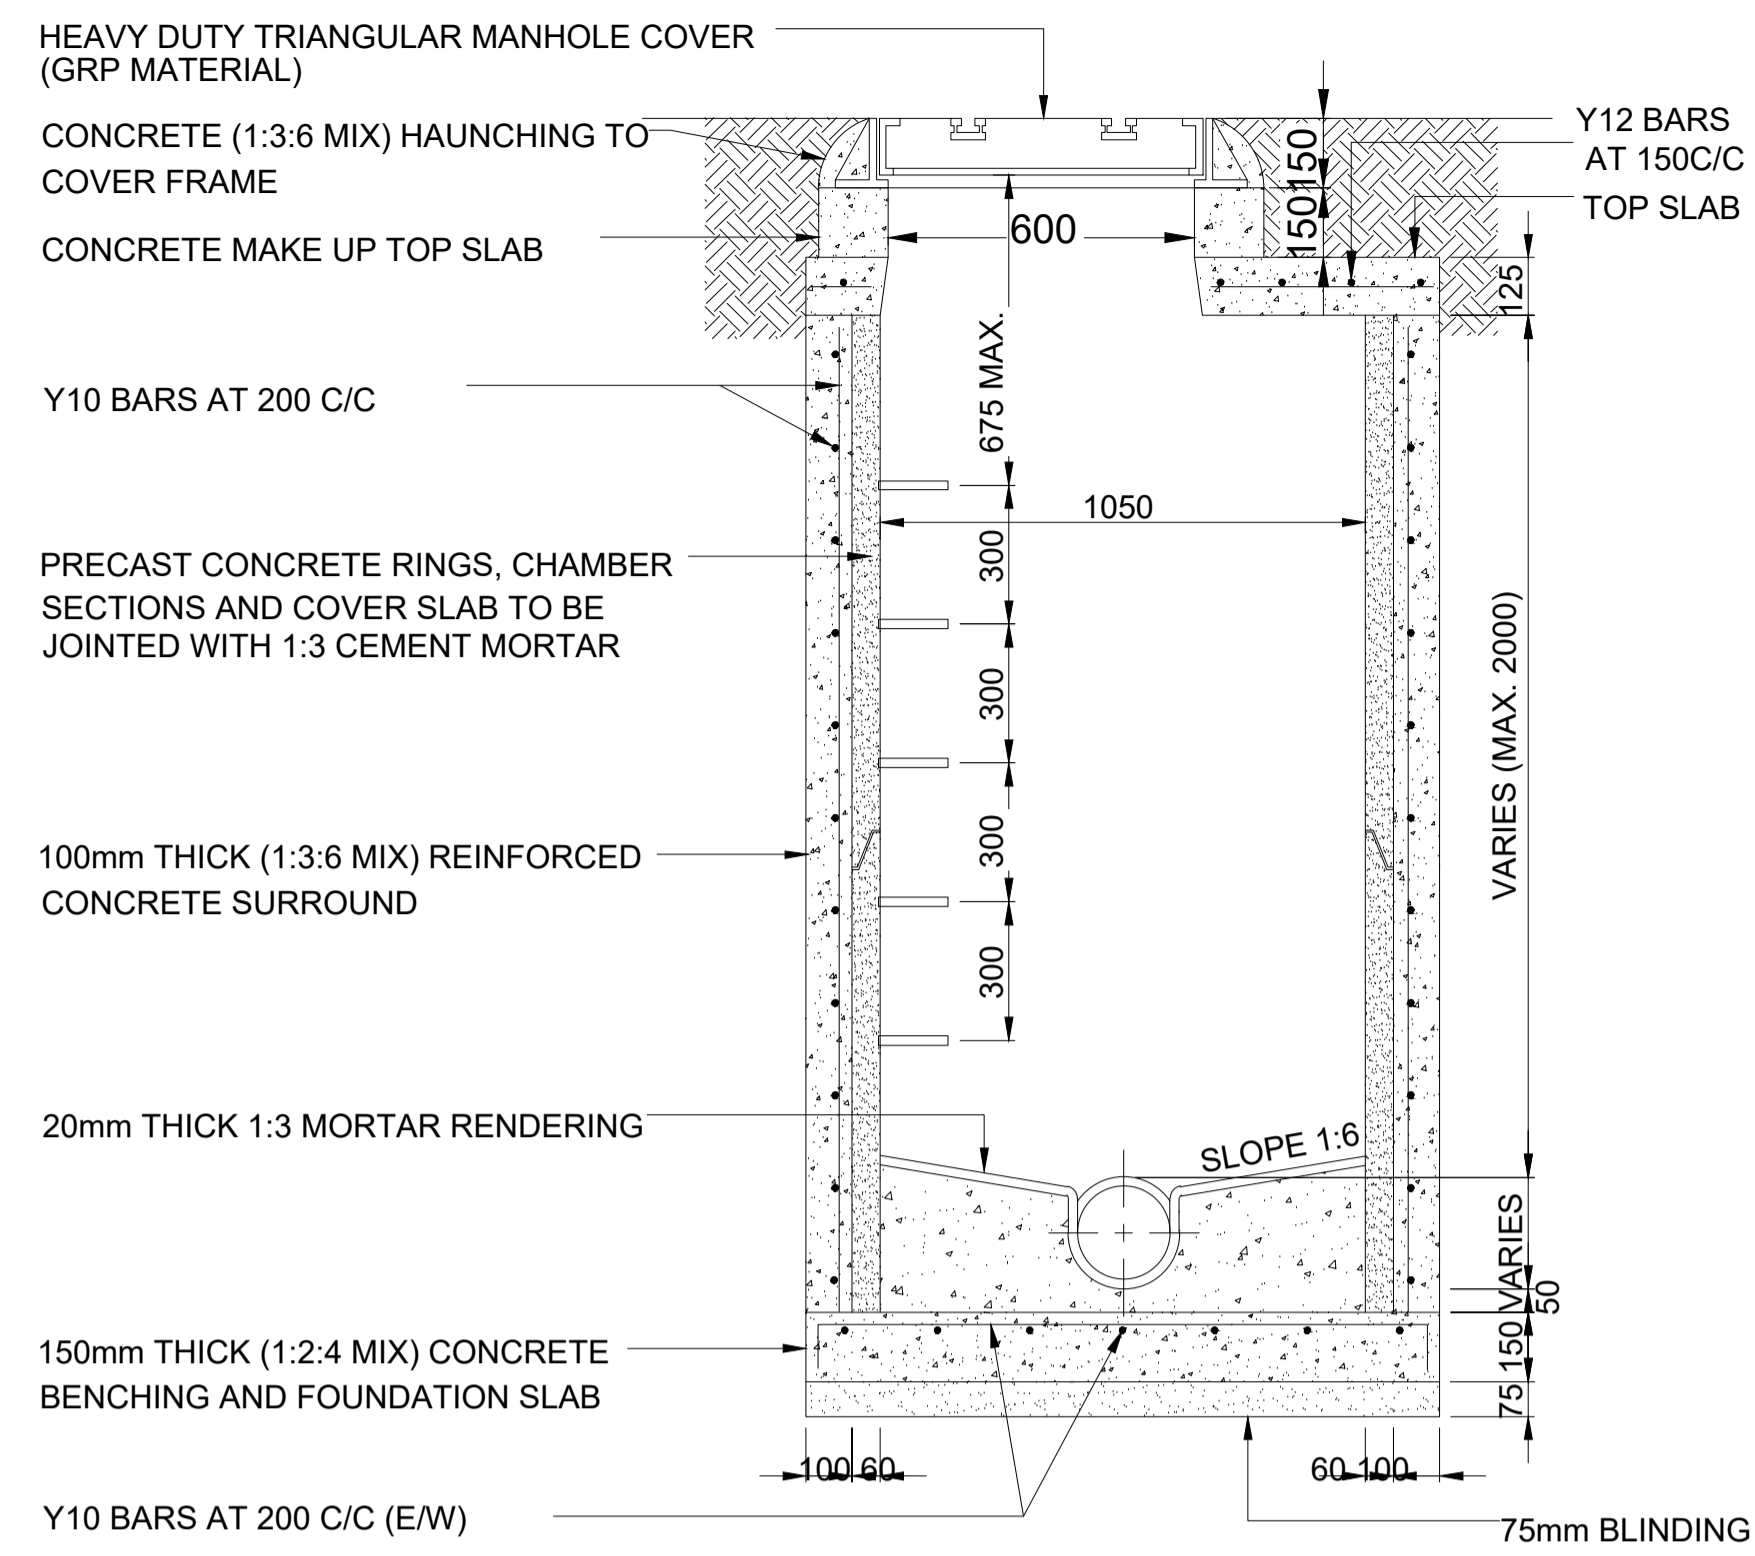 HEAVY DUTY TRIANGULAR MANHOLE COVER
(GRP MATERIAL)
CONCRETE (1:3:6 MIX) HAUNCHING TO
COVER FRAME
CONCRETE MAKE UP TOP SLAB
Y10 BARS AT 200 C/C
PRECAST CONCRETE RINGS, CHAMBER
SECTIONS AND COVER SLAB TO BE
JOINTED WITH 1:3 CEMENT MORTAR
100mm THICK (1:3:6 MIX) REINFORCED
CONCRETE SURROUND
20mm THICK 1:3 MORTAR RENDERING
150mm THICK (1:2:4 MIX) CONCRETE
BENCHING AND FOUNDATION SLAB
Y10 BARS AT 200 C/C (E/W)
600
675 MAX.
1050
300
300
300
300
SLOPE 1:6
100
60
60
100
150
150
Y12 BARS
AT 150C/C
TOP SLAB
125
VARIES (MAX. 2000)
VARIES
50
150
75
75mm BLINDING